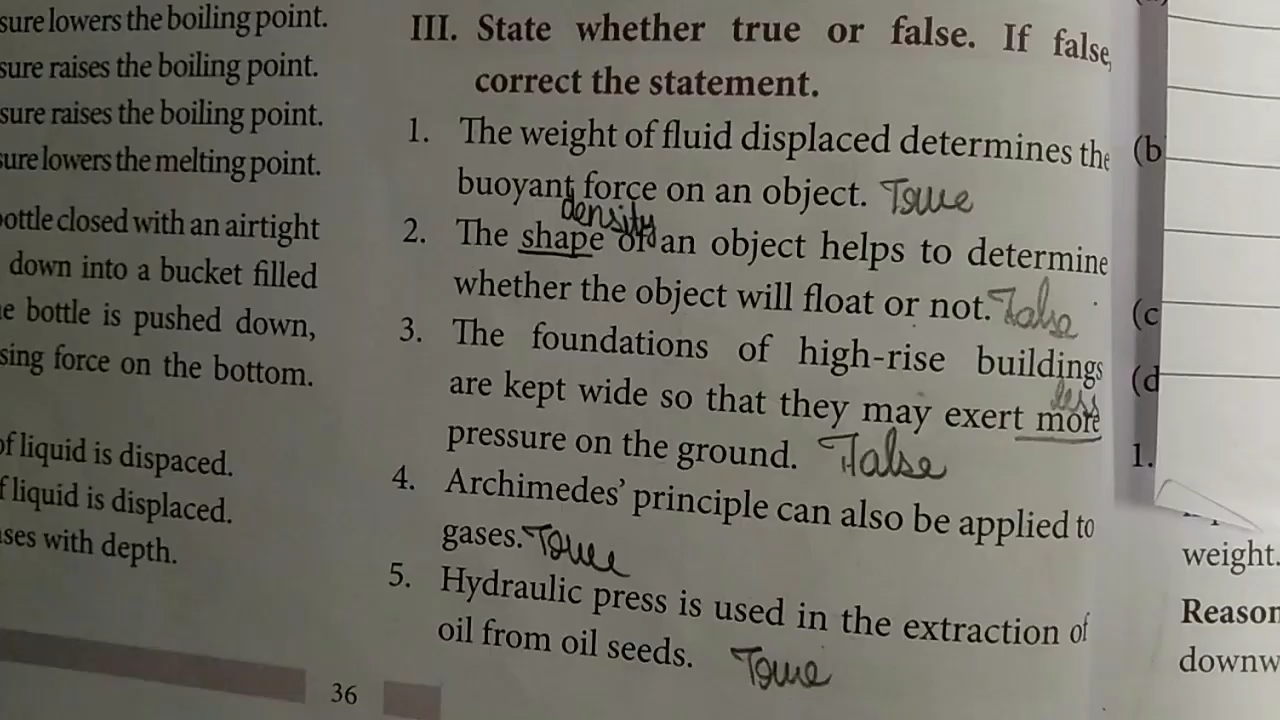 sure lowers the boiling point.
sure raises the boiling point.
sure raises the boiling point.
sure lowers the melting point.
ottle closed with an airtight
down into a bucket filled
e bottle is pushed down,
sing force on the bottom.
of liquid is dispaced.
f liquid is displaced.
ases with depth.
36
III. State whether true or false. If false,
correct the statement.
1. The weight of fluid displaced determines the
buoyant force on an object. True
density
2. The shape of an object helps to determine
whether the object will float or not. False
3. The foundations of high-rise buildings
less
are kept wide so that they may exert more
pressure on the ground. False
4. Archimedes' principle can also be applied to
gases. True
5. Hydraulic press is used in the extraction of
oil from oil seeds. True
(b
(c
(d
1.
weight.
Reason
downw